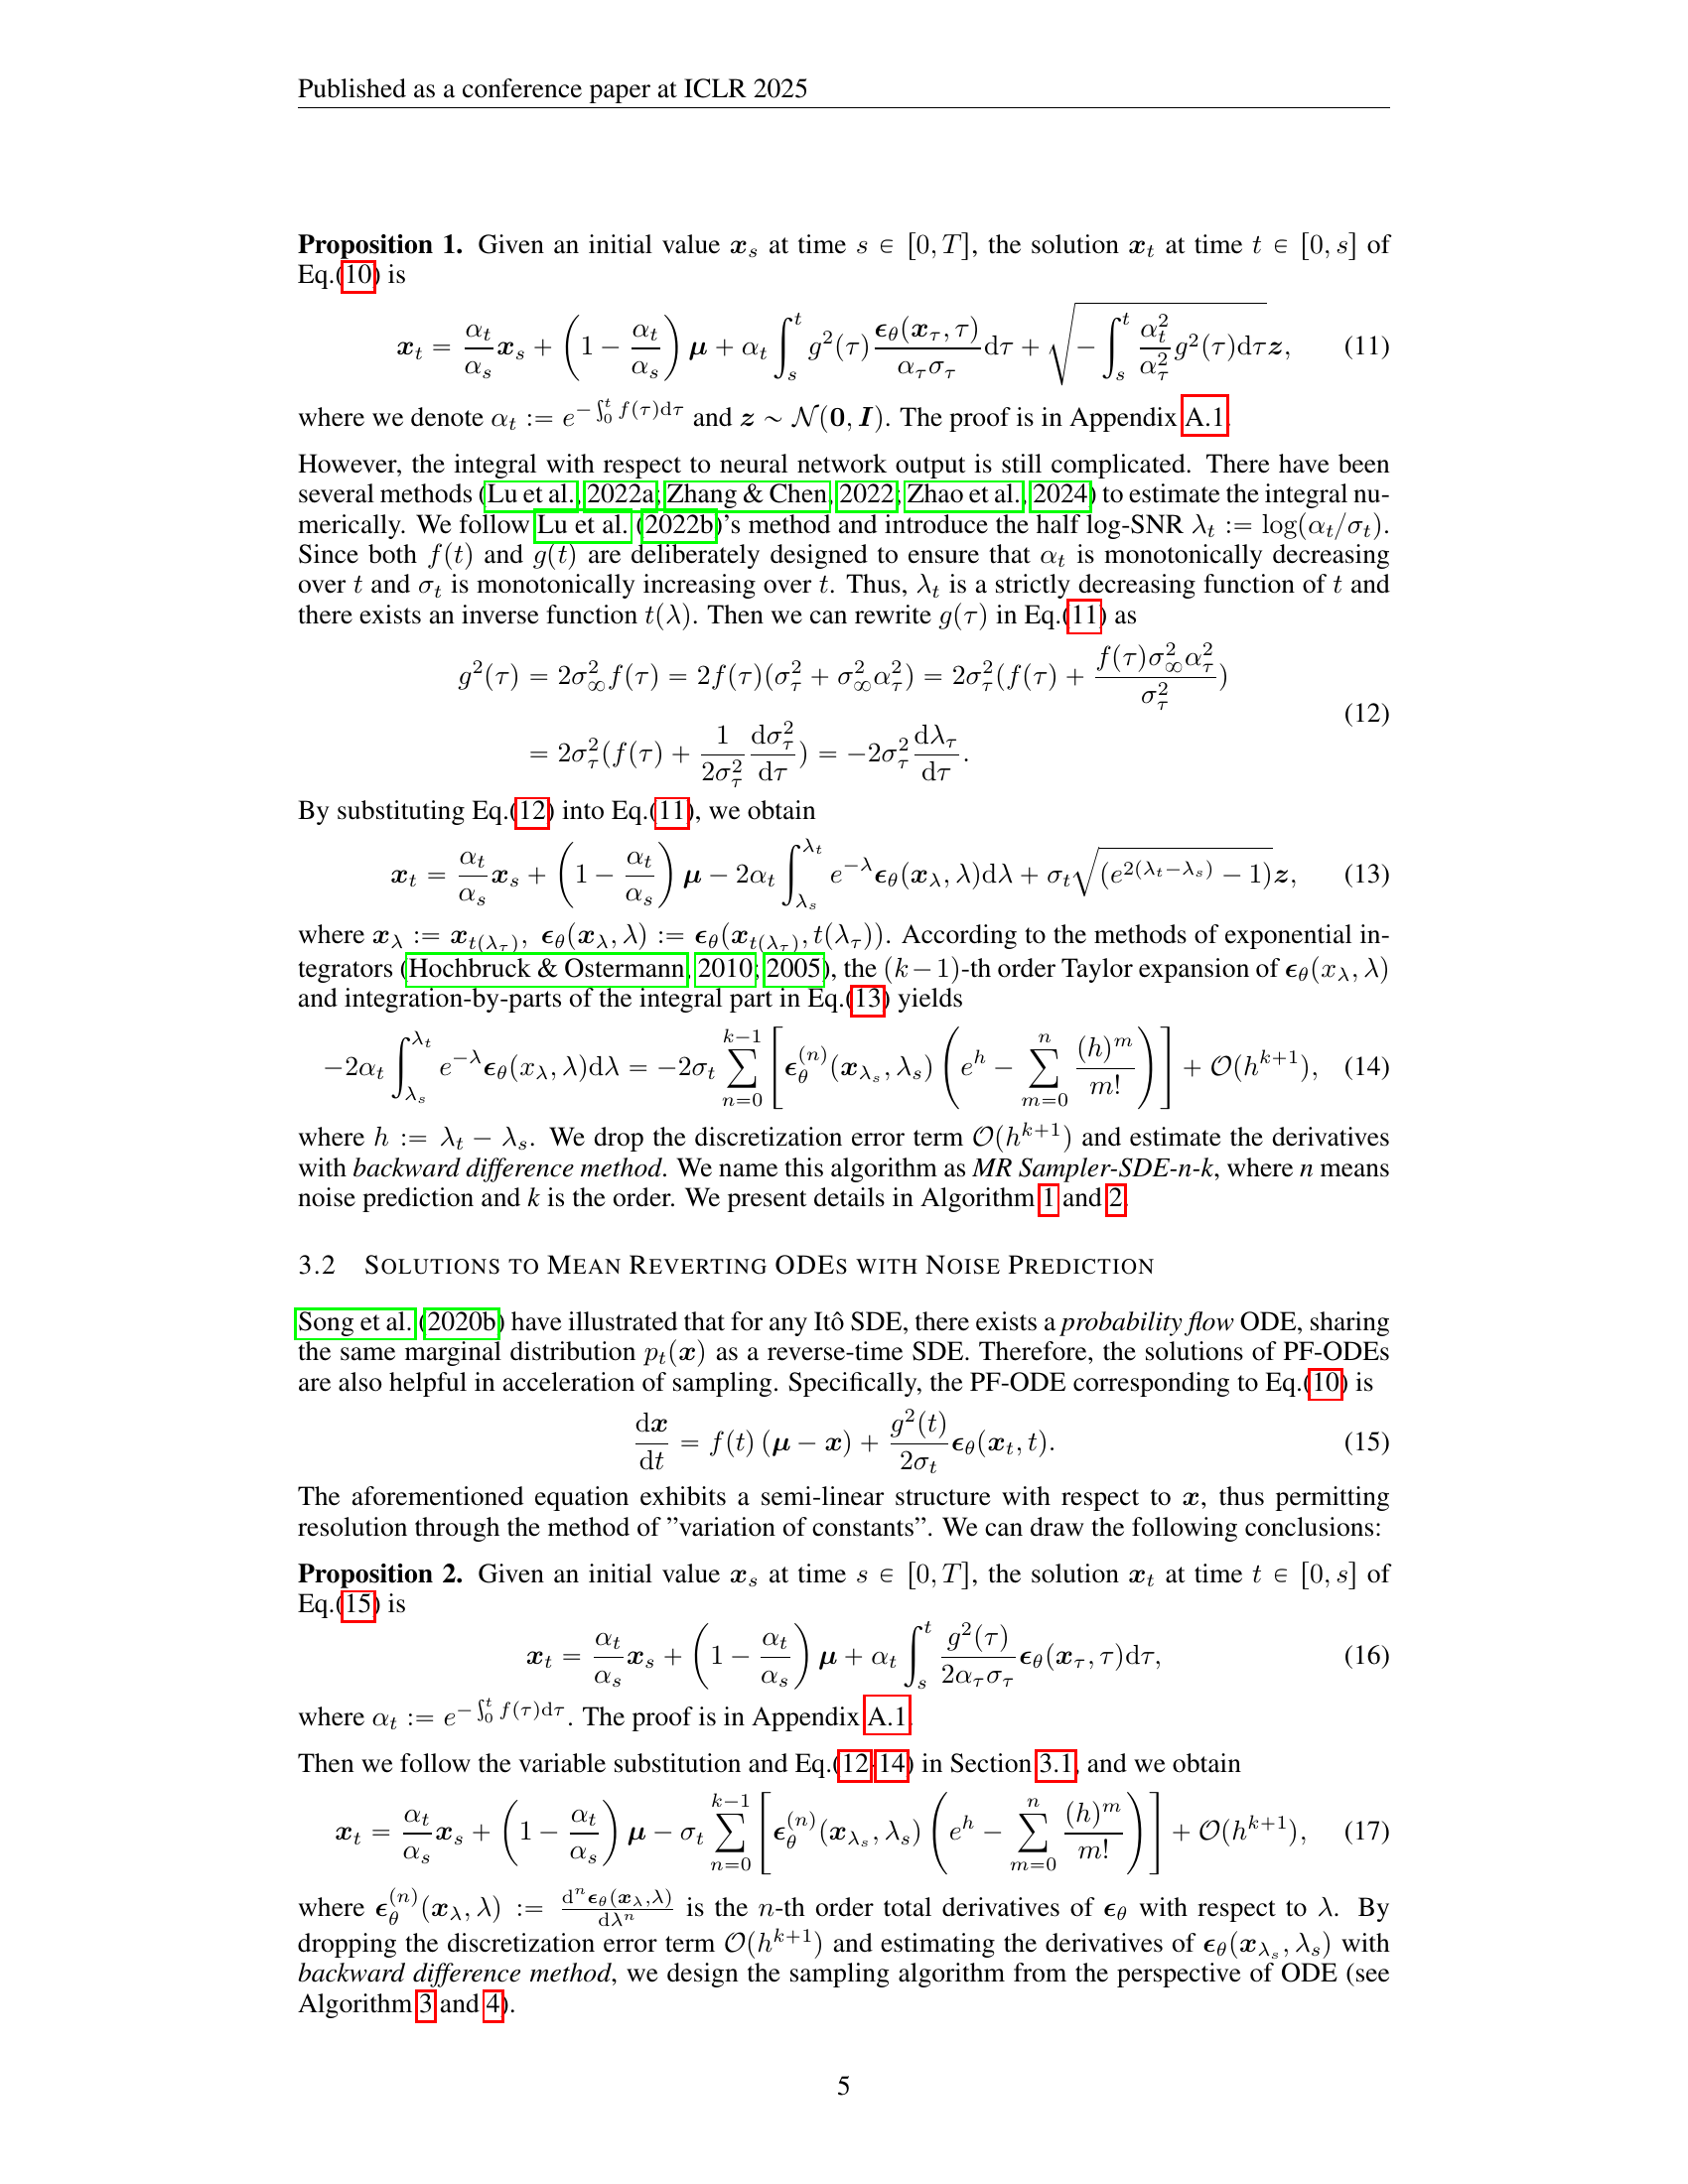 Published as a conference paper at ICLR 2025
Proposition 1. Given an initial value $\boldsymbol{x}_s$ at time $s \in [0, T]$, the solution $\boldsymbol{x}_t$ at time $t \in [0, s]$ of
Eq.(10) is
$$\boldsymbol{x}_t = \frac{\alpha_t}{\alpha_s}\boldsymbol{x}_s + \left(1 - \frac{\alpha_t}{\alpha_s}\right)\boldsymbol{\mu} + \alpha_t \int_s^t g^2(\tau) \frac{\boldsymbol{\epsilon}_\theta(\boldsymbol{x}_\tau, \tau)}{\alpha_\tau \sigma_\tau} \mathrm{d}\tau + \sqrt{-\int_s^t \frac{\alpha_t^2}{\alpha_\tau^2} g^2(\tau)\mathrm{d}\tau}\boldsymbol{z}, \quad (11)$$
where we denote $\alpha_t := e^{-\int_0^t f(\tau)\mathrm{d}\tau}$ and $\boldsymbol{z} \sim \mathcal{N}(\boldsymbol{0}, \boldsymbol{I})$. The proof is in Appendix A.1.
However, the integral with respect to neural network output is still complicated. There have been
several methods (Lu et al., 2022a; Zhang & Chen, 2022; Zhao et al., 2024) to estimate the integral nu-
merically. We follow Lu et al. (2022b)'s method and introduce the half log-SNR $\lambda_t := \log(\alpha_t/\sigma_t)$.
Since both $f(t)$ and $g(t)$ are deliberately designed to ensure that $\alpha_t$ is monotonically decreasing
over $t$ and $\sigma_t$ is monotonically increasing over $t$. Thus, $\lambda_t$ is a strictly decreasing function of $t$ and
there exists an inverse function $t(\lambda)$. Then we can rewrite $g(\tau)$ in Eq.(11) as
$$g^2(\tau) = 2\sigma_\infty^2 f(\tau) = 2f(\tau)(\sigma_\tau^2 + \sigma_\infty^2 \alpha_\tau^2) = 2\sigma_\tau^2(f(\tau) + \frac{f(\tau)\sigma_\infty^2 \alpha_\tau^2}{\sigma_\tau^2})$$
$$= 2\sigma_\tau^2(f(\tau) + \frac{1}{2\sigma_\tau^2}\frac{\mathrm{d}\sigma_\tau^2}{\mathrm{d}\tau}) = -2\sigma_\tau^2 \frac{\mathrm{d}\lambda_\tau}{\mathrm{d}\tau}. \quad (12)$$
By substituting Eq.(12) into Eq.(11), we obtain
$$\boldsymbol{x}_t = \frac{\alpha_t}{\alpha_s}\boldsymbol{x}_s + \left(1 - \frac{\alpha_t}{\alpha_s}\right)\boldsymbol{\mu} - 2\alpha_t \int_{\lambda_s}^{\lambda_t} e^{-\lambda}\boldsymbol{\epsilon}_\theta(\boldsymbol{x}_\lambda, \lambda)\mathrm{d}\lambda + \sigma_t\sqrt{(e^{2(\lambda_t - \lambda_s)} - 1)}\boldsymbol{z}, \quad (13)$$
where $\boldsymbol{x}_\lambda := \boldsymbol{x}_{t(\lambda_\tau)}$, $\boldsymbol{\epsilon}_\theta(\boldsymbol{x}_\lambda, \lambda) := \boldsymbol{\epsilon}_\theta(\boldsymbol{x}_{t(\lambda_\tau)}, t(\lambda_\tau))$. According to the methods of exponential in-
tegrators (Hochbruck & Ostermann, 2010; 2005), the $(k-1)$-th order Taylor expansion of $\boldsymbol{\epsilon}_\theta(x_\lambda, \lambda)$
and integration-by-parts of the integral part in Eq.(13) yields
$$-2\alpha_t \int_{\lambda_s}^{\lambda_t} e^{-\lambda}\boldsymbol{\epsilon}_\theta(x_\lambda, \lambda)\mathrm{d}\lambda = -2\sigma_t \sum_{n=0}^{k-1}\left[\boldsymbol{\epsilon}_\theta^{(n)}(\boldsymbol{x}_{\lambda_s}, \lambda_s)\left(e^h - \sum_{m=0}^{n}\frac{(h)^m}{m!}\right)\right] + \mathcal{O}(h^{k+1}), \quad (14)$$
where $h := \lambda_t - \lambda_s$. We drop the discretization error term $\mathcal{O}(h^{k+1})$ and estimate the derivatives
with backward difference method. We name this algorithm as MR Sampler-SDE-n-k, where n means
noise prediction and k is the order. We present details in Algorithm 1 and 2.
3.2 SOLUTIONS TO MEAN REVERTING ODES WITH NOISE PREDICTION
Song et al. (2020b) have illustrated that for any Itô SDE, there exists a probability flow ODE, sharing
the same marginal distribution $p_t(\boldsymbol{x})$ as a reverse-time SDE. Therefore, the solutions of PF-ODEs
are also helpful in acceleration of sampling. Specifically, the PF-ODE corresponding to Eq.(10) is
$$\frac{\mathrm{d}\boldsymbol{x}}{\mathrm{d}t} = f(t)(\boldsymbol{\mu} - \boldsymbol{x}) + \frac{g^2(t)}{2\sigma_t}\boldsymbol{\epsilon}_\theta(\boldsymbol{x}_t, t). \quad (15)$$
The aforementioned equation exhibits a semi-linear structure with respect to $\boldsymbol{x}$, thus permitting
resolution through the method of ”variation of constants”. We can draw the following conclusions:
Proposition 2. Given an initial value $\boldsymbol{x}_s$ at time $s \in [0, T]$, the solution $\boldsymbol{x}_t$ at time $t \in [0, s]$ of
Eq.(15) is
$$\boldsymbol{x}_t = \frac{\alpha_t}{\alpha_s}\boldsymbol{x}_s + \left(1 - \frac{\alpha_t}{\alpha_s}\right)\boldsymbol{\mu} + \alpha_t \int_s^t \frac{g^2(\tau)}{2\alpha_\tau \sigma_\tau}\boldsymbol{\epsilon}_\theta(\boldsymbol{x}_\tau, \tau)\mathrm{d}\tau, \quad (16)$$
where $\alpha_t := e^{-\int_0^t f(\tau)\mathrm{d}\tau}$. The proof is in Appendix A.1.
Then we follow the variable substitution and Eq.(12-14) in Section 3.1, and we obtain
$$\boldsymbol{x}_t = \frac{\alpha_t}{\alpha_s}\boldsymbol{x}_s + \left(1 - \frac{\alpha_t}{\alpha_s}\right)\boldsymbol{\mu} - \sigma_t \sum_{n=0}^{k-1}\left[\boldsymbol{\epsilon}_\theta^{(n)}(\boldsymbol{x}_{\lambda_s}, \lambda_s)\left(e^h - \sum_{m=0}^{n}\frac{(h)^m}{m!}\right)\right] + \mathcal{O}(h^{k+1}), \quad (17)$$
where $\boldsymbol{\epsilon}_\theta^{(n)}(\boldsymbol{x}_\lambda, \lambda) := \frac{\mathrm{d}^n \boldsymbol{\epsilon}_\theta(\boldsymbol{x}_\lambda, \lambda)}{\mathrm{d}\lambda^n}$ is the $n$-th order total derivatives of $\boldsymbol{\epsilon}_\theta$ with respect to $\lambda$. By
dropping the discretization error term $\mathcal{O}(h^{k+1})$ and estimating the derivatives of $\boldsymbol{\epsilon}_\theta(\boldsymbol{x}_{\lambda_s}, \lambda_s)$ with
backward difference method, we design the sampling algorithm from the perspective of ODE (see
Algorithm 3 and 4).
5